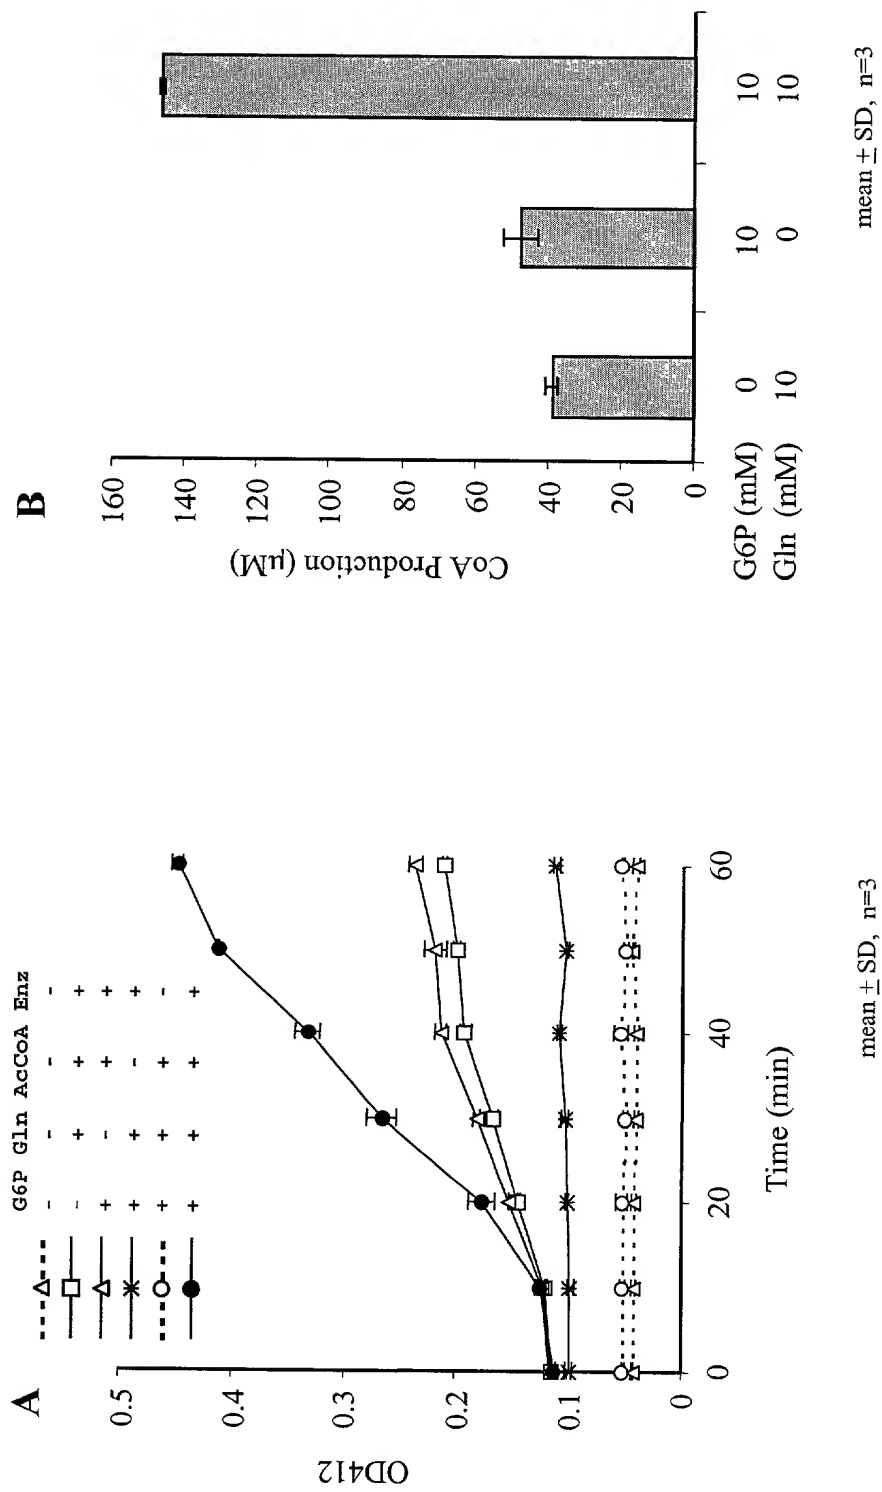 A
G6P Gln AcCoA Enz
- - - -
- + + +
+ - + +
+ + - +
+ + + -
+ + + +
0.5
0.4
0.3
0.2
0.1
0
OD412
0 20 40 60
Time (min)
mean ± SD, n=3
B
160
140
120
100
80
60
40
20
0
CoA Production (µM)
G6P (mM) 0 10 10
Gln (mM) 10 0 10
mean ± SD, n=3